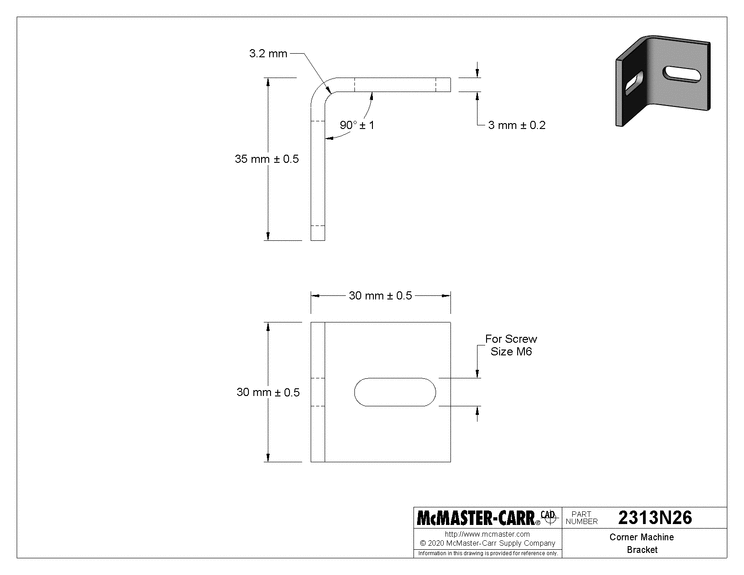 3.2 mm
90° ± 1
3 mm ± 0.2
35 mm ± 0.5
30 mm ± 0.5
For Screw
Size M6
30 mm ± 0.5
McMASTER-CARR® CAD
http://www.mcmaster.com
© 2020 McMaster-Carr Supply Company
Information in this drawing is provided for reference only.
PART
NUMBER
2313N26
Corner Machine
Bracket